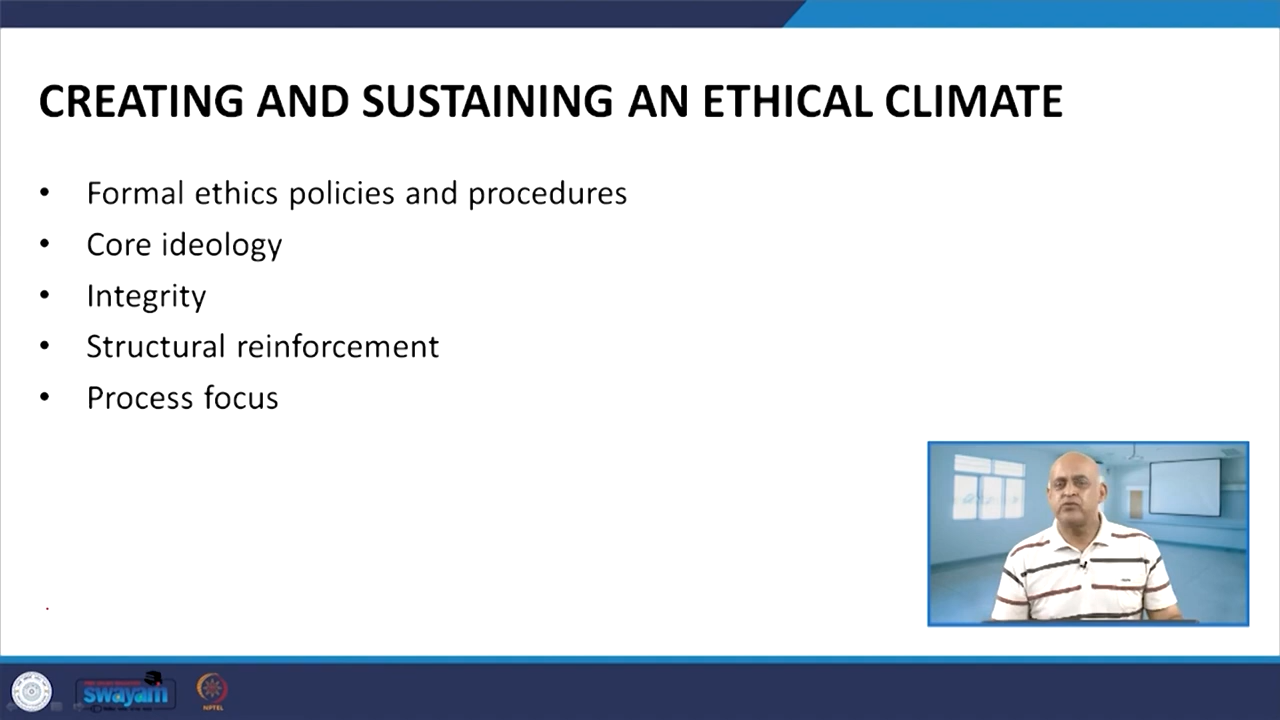 CREATING AND SUSTAINING AN ETHICAL CLIMATE
• Formal ethics policies and procedures
• Core ideology
• Integrity
• Structural reinforcement
• Process focus
swayam
NPTEL